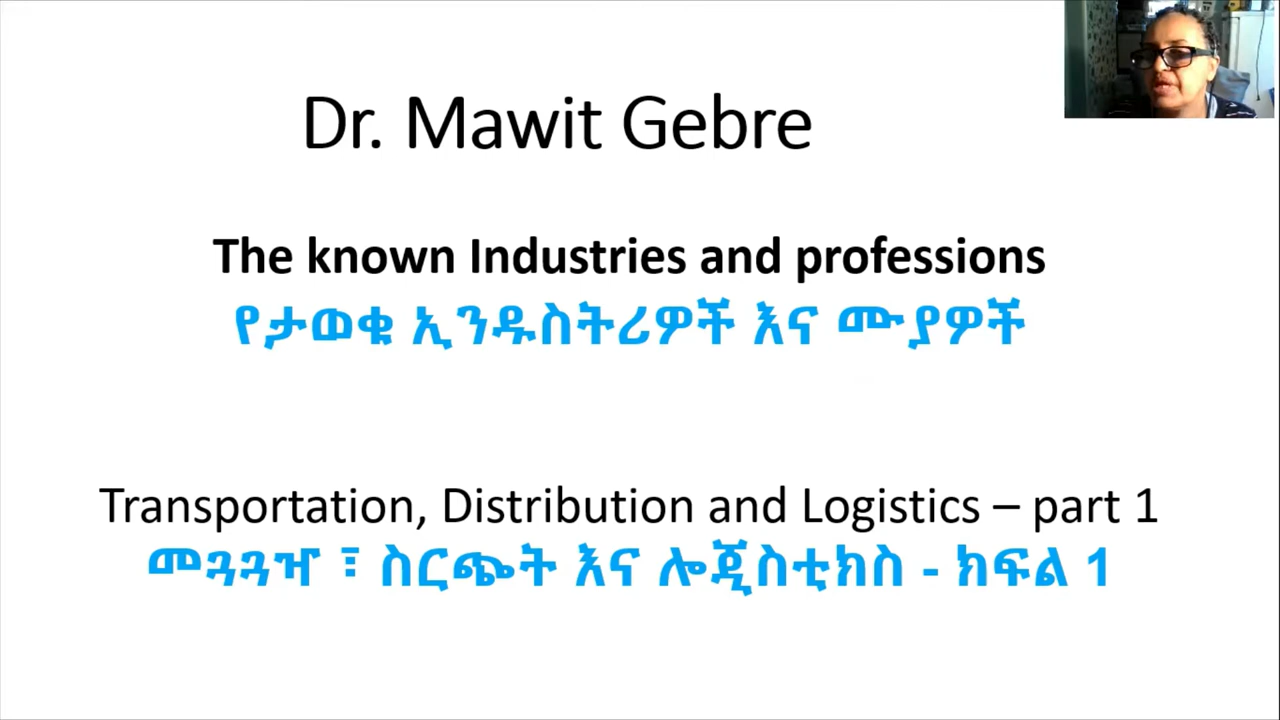 Dr. Mawit Gebre
The known Industries and professions
የታወቁ ኢንዱስትሪዎች እና ሙያዎች
Transportation, Distribution and Logistics – part 1
መጓጓዣ ፣ ስርጭት እና ሎጂስቲክስ - ክፍል 1